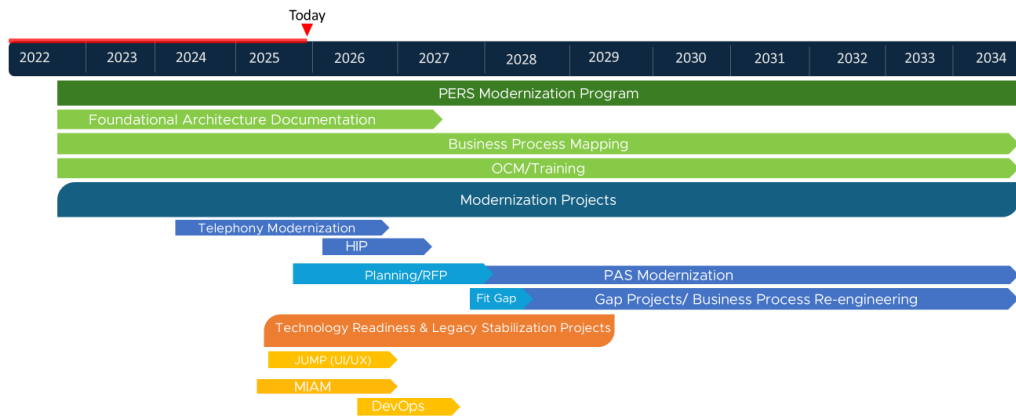 Today
2022 2023 2024 2025 2026 2027 2028 2029 2030 2031 2032 2033 2034
PERS Modernization Program
Foundational Architecture Documentation
Business Process Mapping
OCM/Training
Modernization Projects
Telephony Modernization
HIP
Planning/RFP PAS Modernization
Fit Gap Gap Projects/ Business Process Re-engineering
Technology Readiness & Legacy Stabilization Projects
JUMP (UI/UX)
MIAM
DevOps